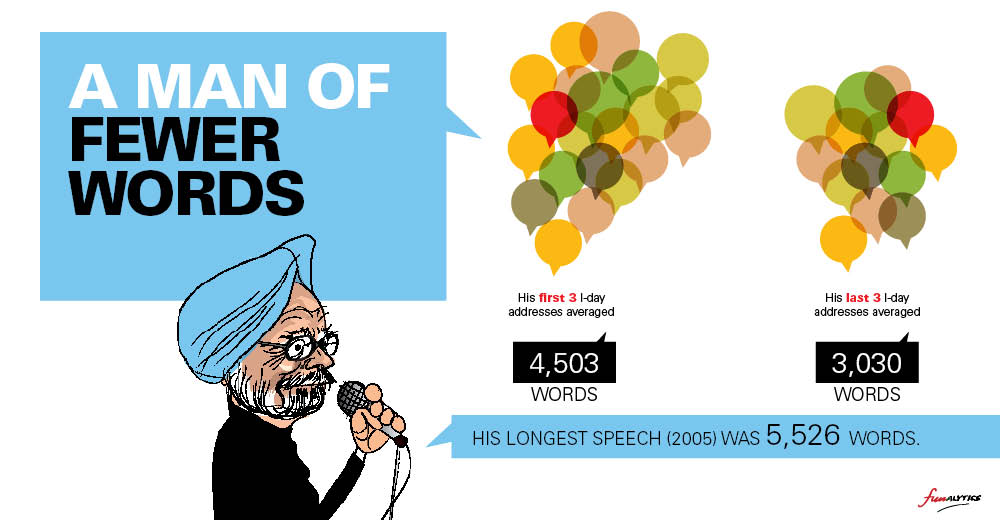 A MAN OF
FEWER
WORDS
His first 3 I-day
addresses averaged
4,503
WORDS
His last 3 I-day
addresses averaged
3,030
WORDS
HIS LONGEST SPEECH (2005) WAS 5,526 WORDS.
funALYTICS